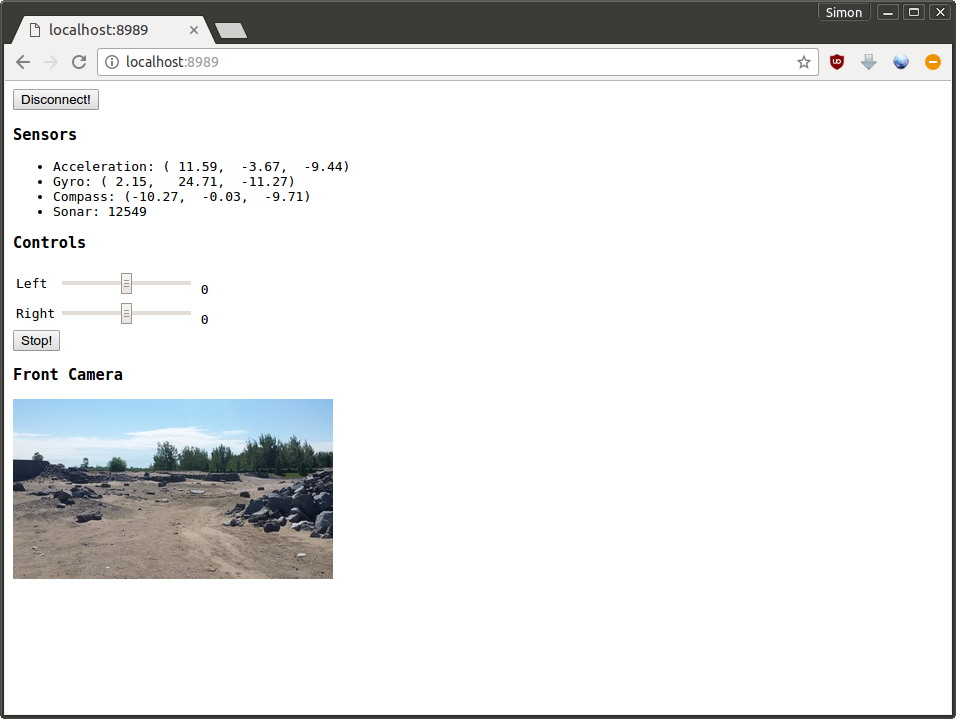 Simon
localhost:8989
localhost:8989
Disconnect!
Sensors
• Acceleration: ( 11.59,  -3.67,  -9.44)
• Gyro: ( 2.15,   24.71,  -11.27)
• Compass: (-10.27,  -0.03,  -9.71)
• Sonar: 12549
Controls
Left 0
Right 0
Stop!
Front Camera